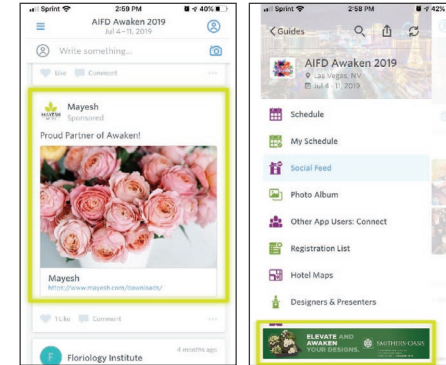 Sprint 2:59 PM 40%
AIFD Awaken 2019
Jul 4 - 11, 2019
Write something...
Like Comment
Mayesh
Sponsored
Proud Partner of Awaken!
Mayesh
https://www.mayesh.com/downloads/
1 Like Comment
Floriology Institute
4 months ago
Sprint 2:58 PM 42%
Guides
AIFD Awaken 2019
Las Vegas, NV
Jul 4 - 11, 2019
Schedule
My Schedule
Social Feed
Photo Album
Other App Users: Connect
Registration List
Hotel Maps
Designers & Presenters
ELEVATE AND
AWAKEN
YOUR DESIGNS.
SMITHERS-OASIS